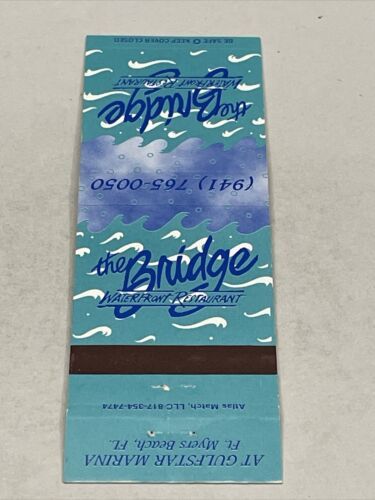 BE SAFE KEEP COVER CLOSED
the Bridge
WATERFRONT RESTAURANT
(941) 765-0050
the Bridge
WATERFRONT RESTAURANT
Atlas Match, LLC 817-354-7474
AT GULFSTAR MARINA
Ft. Myers Beach, FL.